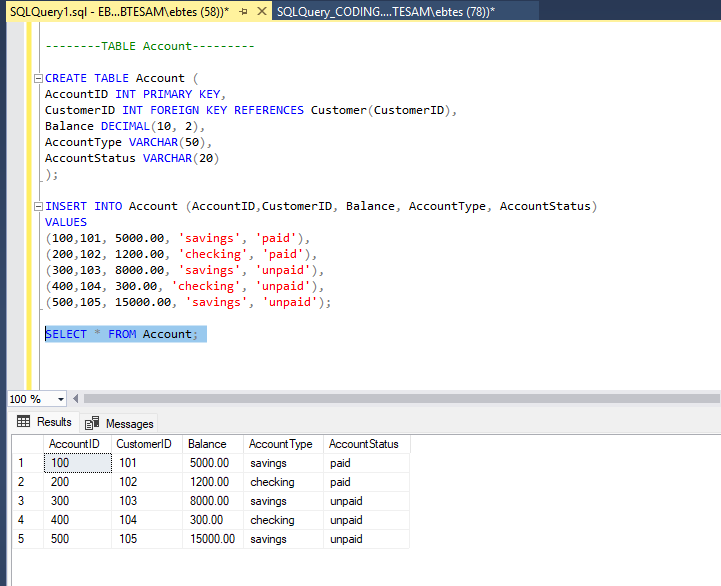 SQLQuery1.sql - EB...BTESAM\ebtes (58))* SQLQuery_CODING....TESAM\ebtes (78))*
--------TABLE Account---------
CREATE TABLE Account (
AccountID INT PRIMARY KEY,
CustomerID INT FOREIGN KEY REFERENCES Customer(CustomerID),
Balance DECIMAL(10, 2),
AccountType VARCHAR(50),
AccountStatus VARCHAR(20)
);
INSERT INTO Account (AccountID,CustomerID, Balance, AccountType, AccountStatus)
VALUES
(100,101, 5000.00, 'savings', 'paid'),
(200,102, 1200.00, 'checking', 'paid'),
(300,103, 8000.00, 'savings', 'unpaid'),
(400,104, 300.00, 'checking', 'unpaid'),
(500,105, 15000.00, 'savings', 'unpaid');
SELECT * FROM Account;
100 %
Results Messages
AccountID CustomerID Balance AccountType AccountStatus
1 100 101 5000.00 savings paid
2 200 102 1200.00 checking paid
3 300 103 8000.00 savings unpaid
4 400 104 300.00 checking unpaid
5 500 105 15000.00 savings unpaid